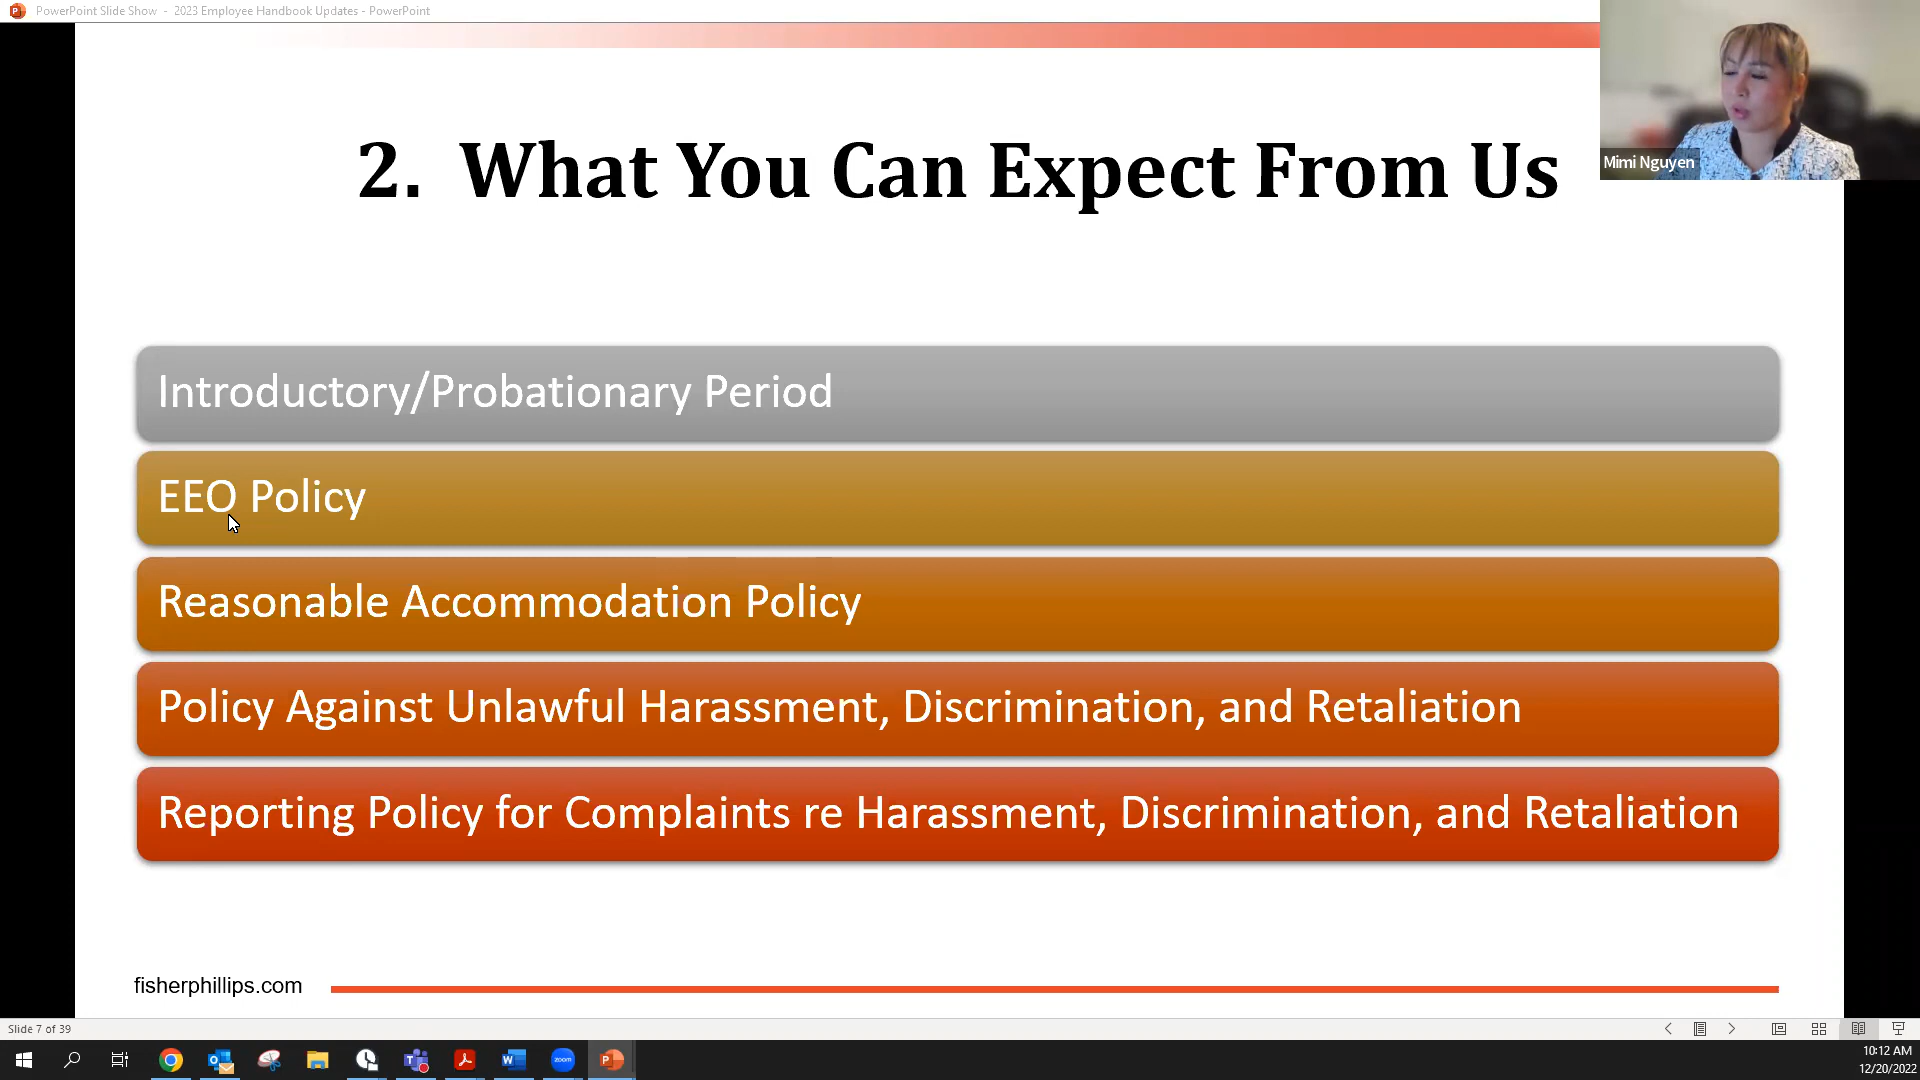 PowerPoint Slide Show - 2023 Employee Handbook Updates - PowerPoint
Mimi Nguyen
2. What You Can Expect From Us
Introductory/Probationary Period
EEO Policy
Reasonable Accommodation Policy
Policy Against Unlawful Harassment, Discrimination, and Retaliation
Reporting Policy for Complaints re Harassment, Discrimination, and Retaliation
fisherphillips.com
Slide 7 of 39
zoom
10:12 AM
12/20/2022